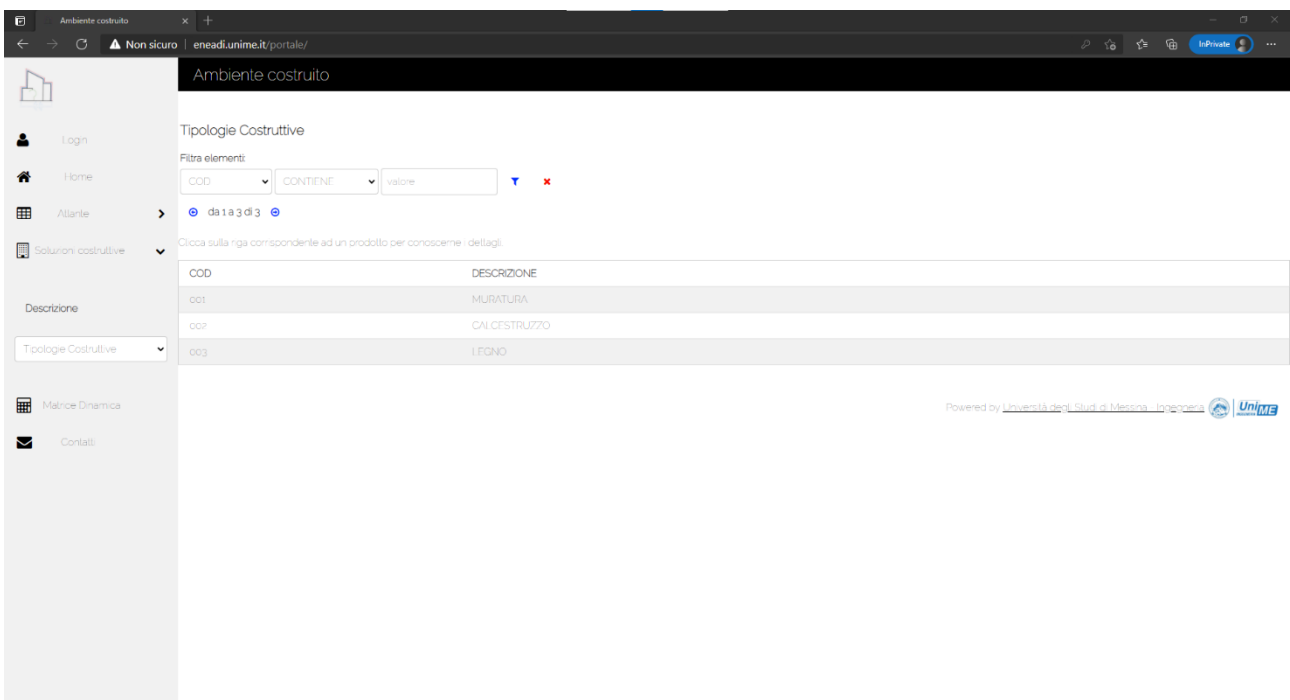 Ambiente costruito
Non sicuro | eneadi.unime.it/portale/
InPrivate
Ambiente costruito
Login
Home
Atlante
Soluzioni costruttive
Descrizione
Tipologie Costruttive
Matrice Dinamica
Contatti
Tipologie Costruttive
Filtra elementi:
COD CONTIENE valore
da 1 a 3 di 3
Clicca sulla riga corrispondente ad un prodotto per conoscerne i dettagli.
COD DESCRIZIONE
001 MURATURA
002 CALCESTRUZZO
003 LEGNO
Powered by Università degli Studi di Messina - Ingegneria UniME